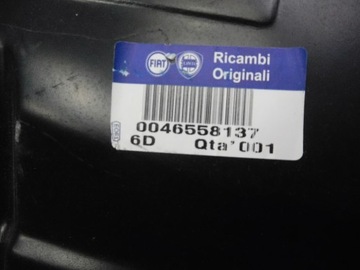 FIAT
LANCIA
Ricambi
Originali
0046558137
6D Qta'001